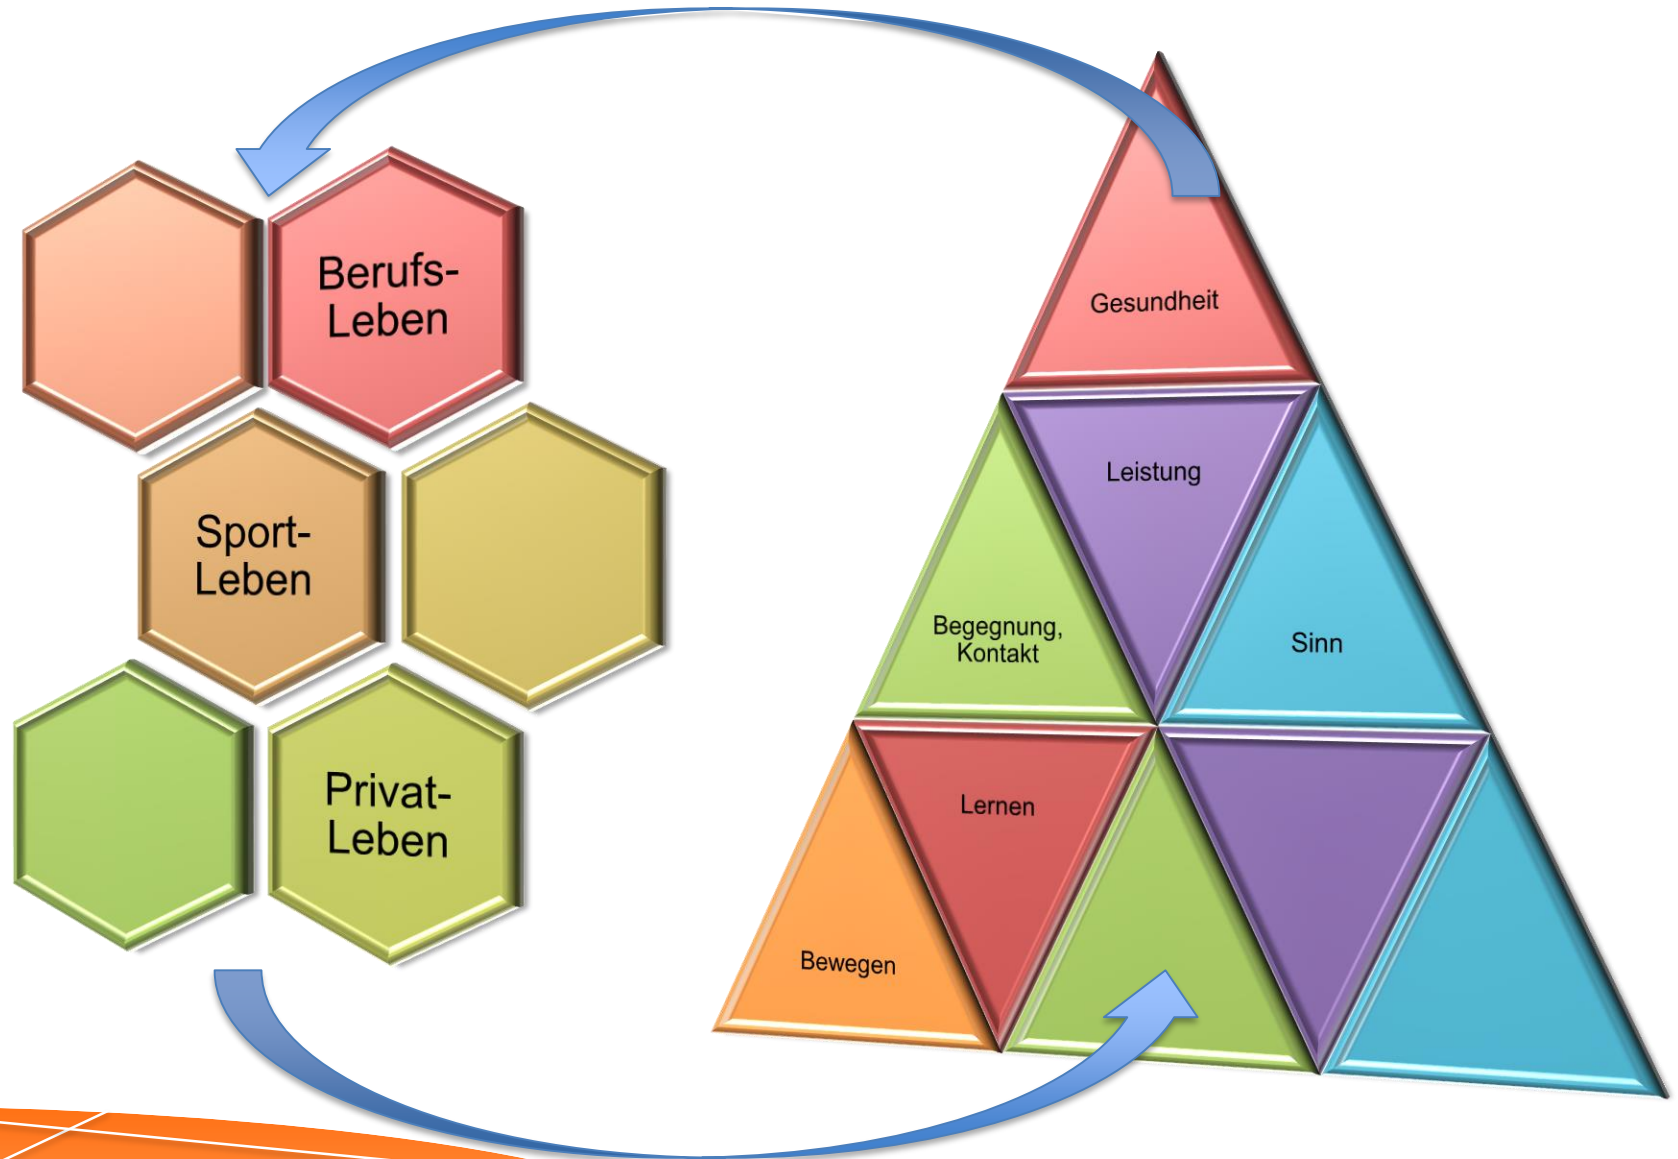 Berufs-
Leben
Sport-
Leben
Privat-
Leben
Gesundheit
Leistung
Begegnung,
Kontakt
Sinn
Lernen
Bewegen